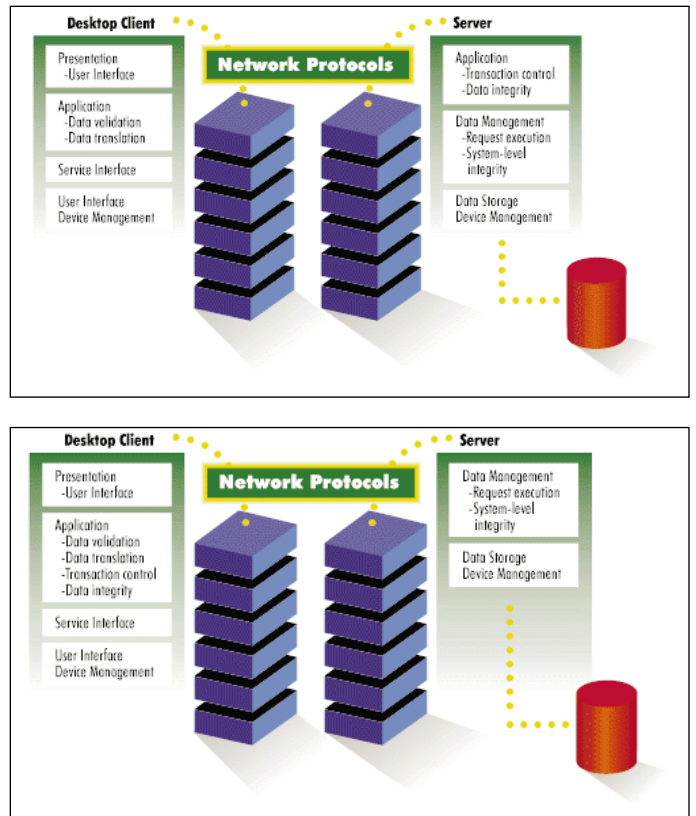 Desktop Client
Server
Network Protocols
Presentation
-User Interface
Application
-Data validation
-Data translation
Service Interface
User Interface
Device Management
Application
-Transaction control
-Data integrity
Data Management
-Request execution
-System-level
integrity
Data Storage
Device Management
Desktop Client
Server
Network Protocols
Presentation
-User Interface
Application
-Data validation
-Data translation
-Transaction control
-Data integrity
Service Interface
User Interface
Device Management
Data Management
-Request execution
-System-level
integrity
Data Storage
Device Management